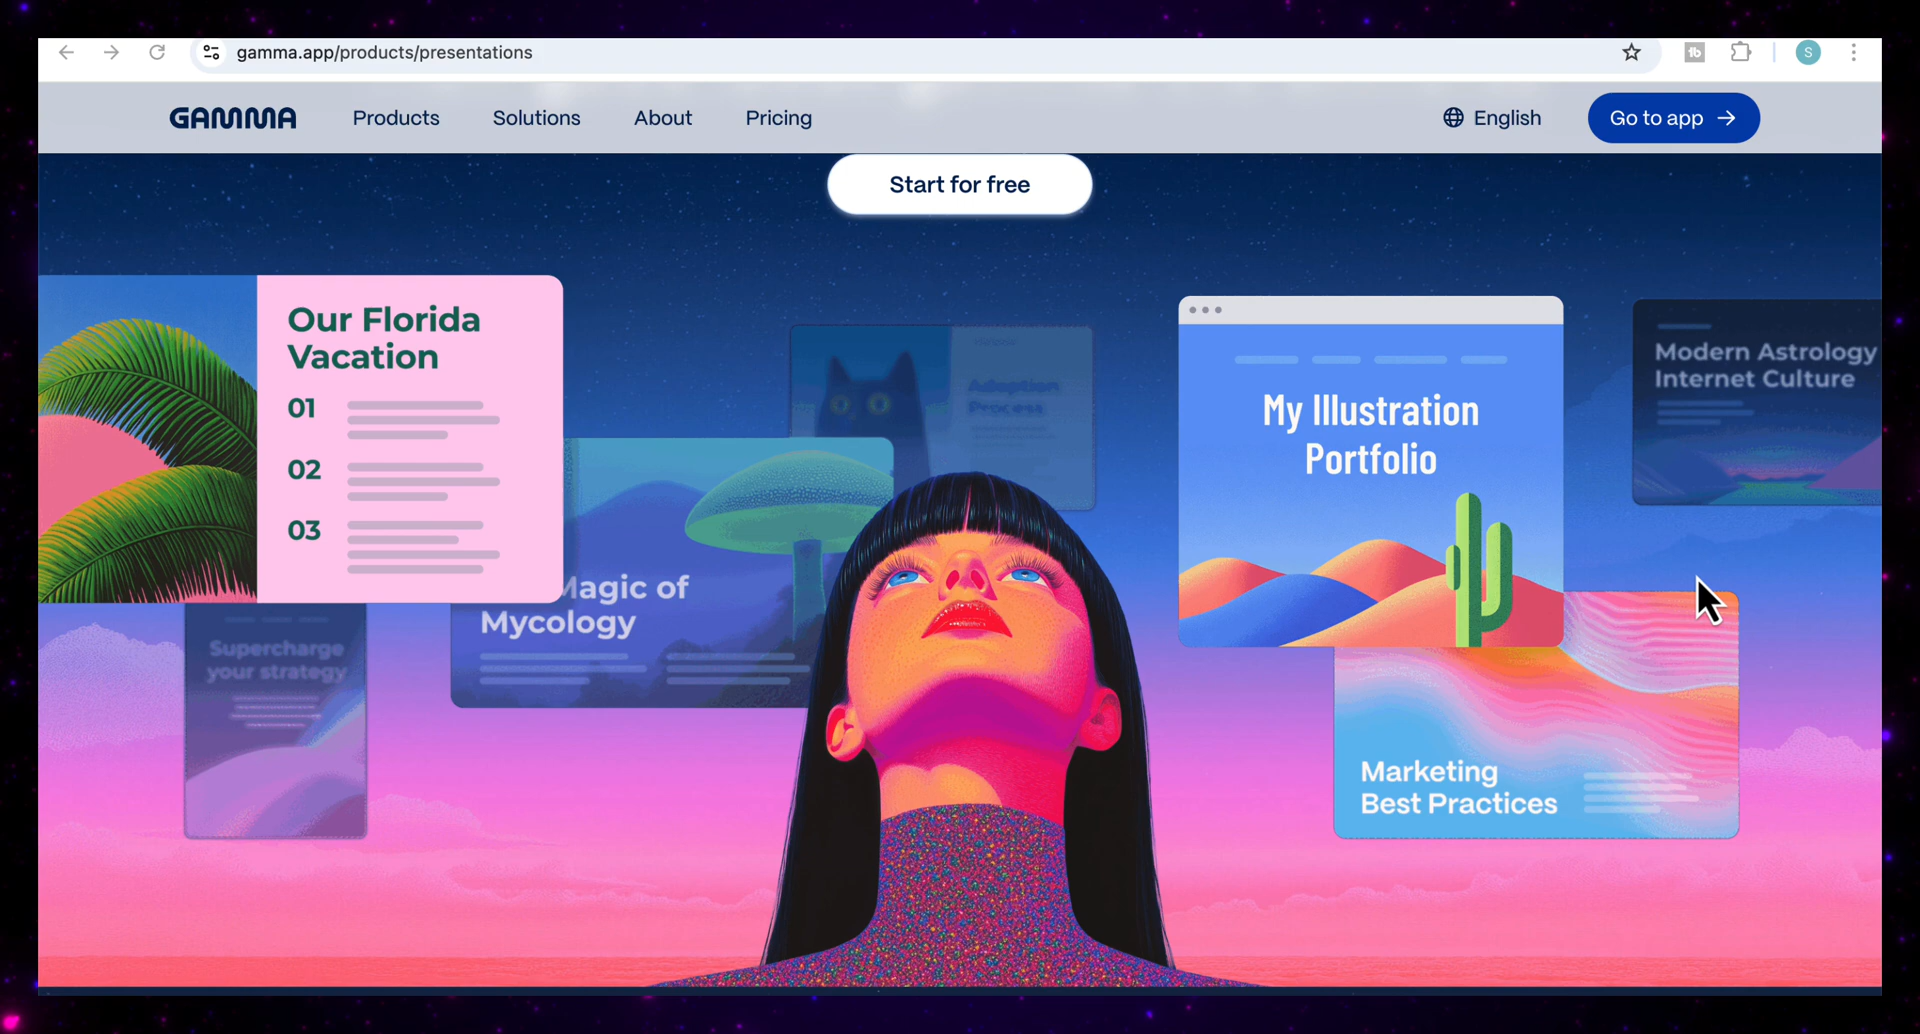 gamma.app/products/presentations
S
GAMMA
Products
Solutions
About
Pricing
English
Go to app
Start for free
Our Florida
Vacation
01
02
03
Adoption
Process
My Illustration
Portfolio
Modern Astrology
Internet Culture
Magic of
Mycology
Supercharge
your strategy
Marketing
Best Practices